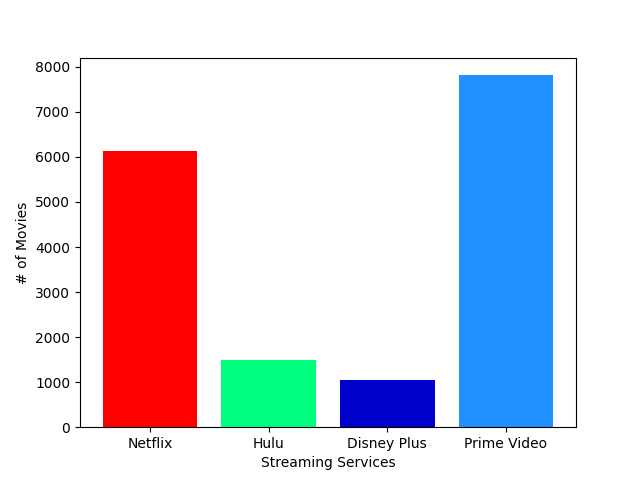 8000
7000
6000
5000
4000
3000
2000
1000
0
# of Movies
Netflix
Hulu
Disney Plus
Prime Video
Streaming Services